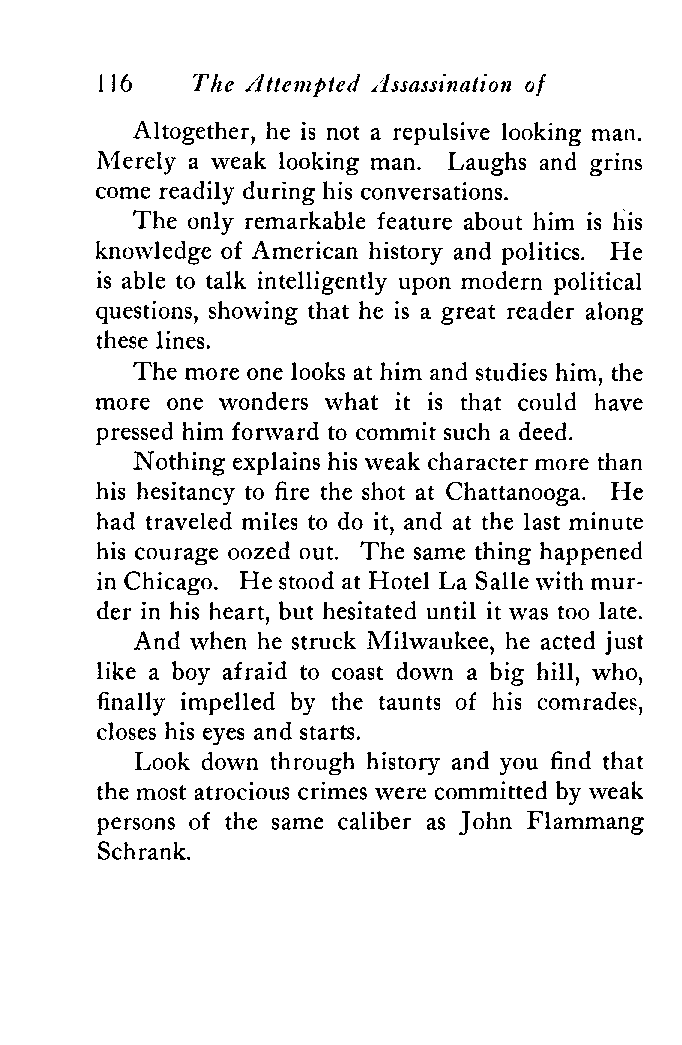 116 The Attempted Assassination of
Altogether, he is not a repulsive looking man.
Merely a weak looking man. Laughs and grins
come readily during his conversations.
The only remarkable feature about him is his
knowledge of American history and politics. He
is able to talk intelligently upon modern political
questions, showing that he is a great reader along
these lines.
The more one looks at him and studies him, the
more one wonders what it is that could have
pressed him forward to commit such a deed.
Nothing explains his weak character more than
his hesitancy to fire the shot at Chattanooga. He
had traveled miles to do it, and at the last minute
his courage oozed out. The same thing happened
in Chicago. He stood at Hotel La Salle with mur-
der in his heart, but hesitated until it was too late.
And when he struck Milwaukee, he acted just
like a boy afraid to coast down a big hill, who,
finally impelled by the taunts of his comrades,
closes his eyes and starts.
Look down through history and you find that
the most atrocious crimes were committed by weak
persons of the same caliber as John Flammang
Schrank.